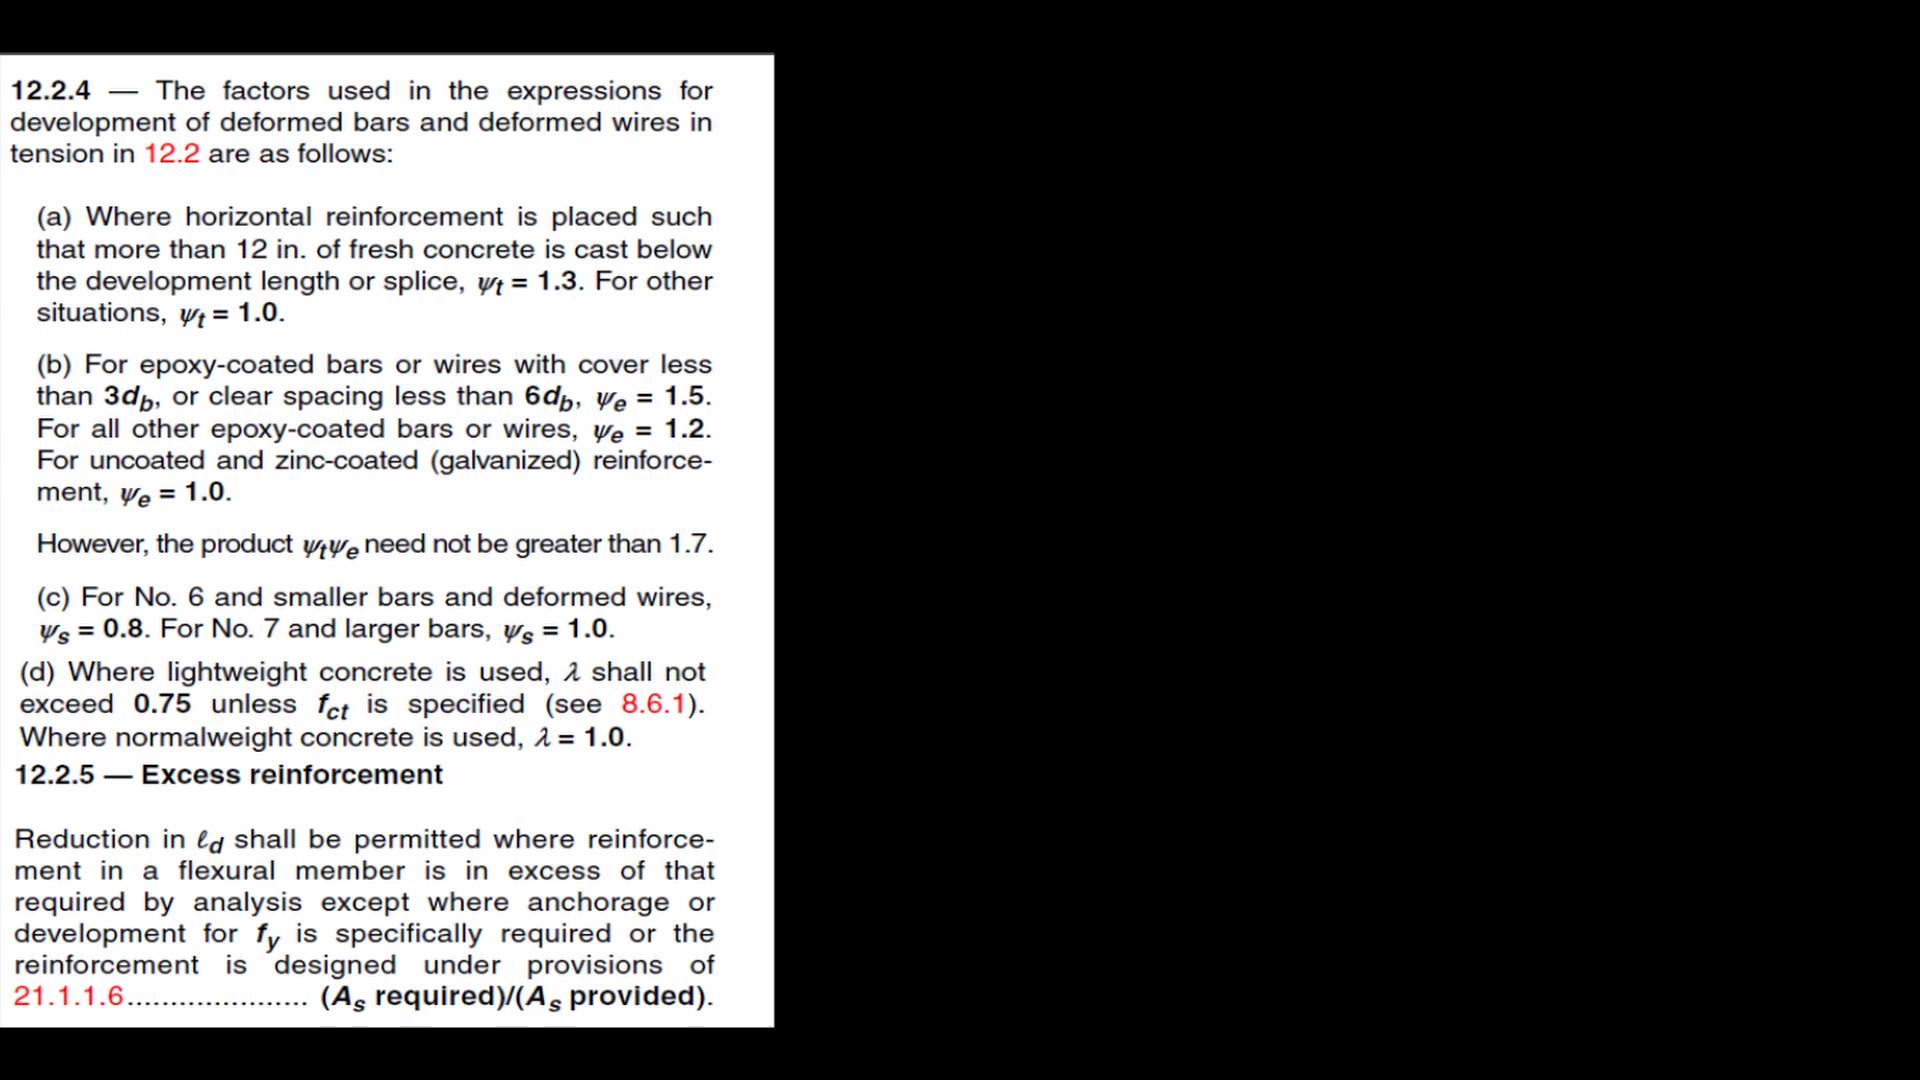 12.2.4 — The factors used in the expressions for
development of deformed bars and deformed wires in
tension in 12.2 are as follows:
(a) Where horizontal reinforcement is placed such
that more than 12 in. of fresh concrete is cast below
the development length or splice, ψt = 1.3. For other
situations, ψt = 1.0.
(b) For epoxy-coated bars or wires with cover less
than 3db, or clear spacing less than 6db, ψe = 1.5.
For all other epoxy-coated bars or wires, ψe = 1.2.
For uncoated and zinc-coated (galvanized) reinforce-
ment, ψe = 1.0.
However, the product ψtψe need not be greater than 1.7.
(c) For No. 6 and smaller bars and deformed wires,
ψs = 0.8. For No. 7 and larger bars, ψs = 1.0.
(d) Where lightweight concrete is used, λ shall not
exceed 0.75 unless fct is specified (see 8.6.1).
Where normalweight concrete is used, λ = 1.0.
12.2.5 — Excess reinforcement
Reduction in ℓd shall be permitted where reinforce-
ment in a flexural member is in excess of that
required by analysis except where anchorage or
development for fy is specifically required or the
reinforcement is designed under provisions of
21.1.1.6..................... (As required)/(As provided).